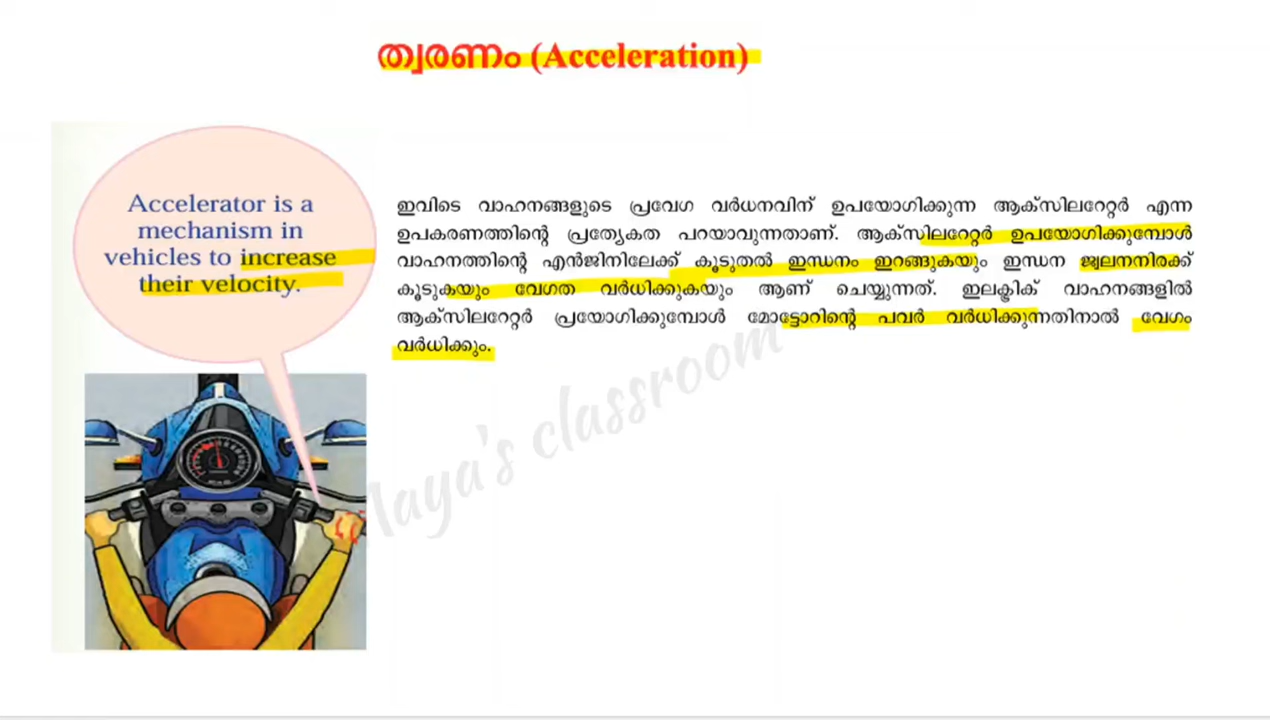 ത്വരണം (Acceleration)
Accelerator is a
mechanism in
vehicles to increase
their velocity.
ഇവിടെ വാഹനങ്ങളുടെ പ്രവേഗ വർധനവിന് ഉപയോഗിക്കുന്ന ആക്സിലറേറ്റർ എന്ന
ഉപകരണത്തിന്റെ പ്രത്യേകത പറയാവുന്നതാണ്. ആക്സിലറേറ്റർ ഉപയോഗിക്കുമ്പോൾ
വാഹനത്തിന്റെ എൻജിനിലേക്ക് കൂടുതൽ ഇന്ധനം ഇറങ്ങുകയും ഇന്ധന ജ്വലനനിരക്ക്
കൂടുകയും വേഗത വർധിക്കുകയും ആണ് ചെയ്യുന്നത്. ഇലക്ട്രിക് വാഹനങ്ങളിൽ
ആക്സിലറേറ്റർ പ്രയോഗിക്കുമ്പോൾ മോട്ടോറിന്റെ പവർ വർധിക്കുന്നതിനാൽ വേഗം
വർധിക്കും.
Maya's classroom